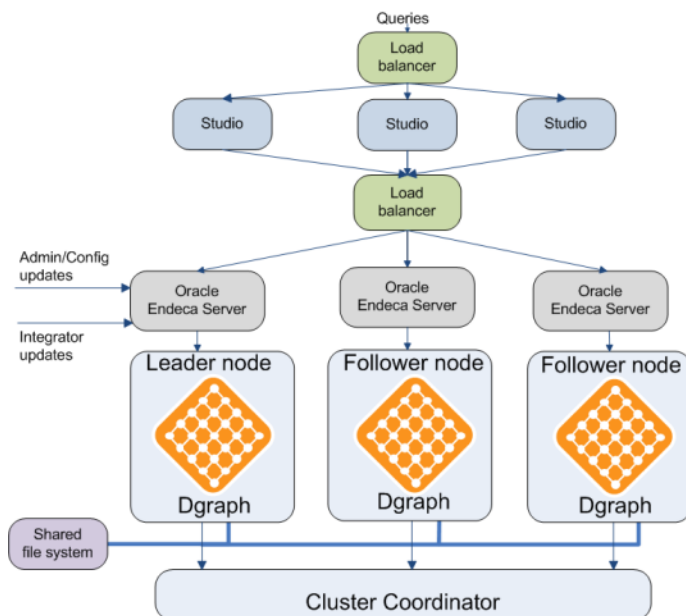 Queries
Load
balancer
Studio
Studio
Studio
Load
balancer
Admin/Config
updates
Oracle
Endeca Server
Oracle
Endeca Server
Oracle
Endeca Server
Integrator
updates
Leader node
Follower node
Follower node
Dgraph
Dgraph
Dgraph
Shared
file system
Cluster Coordinator